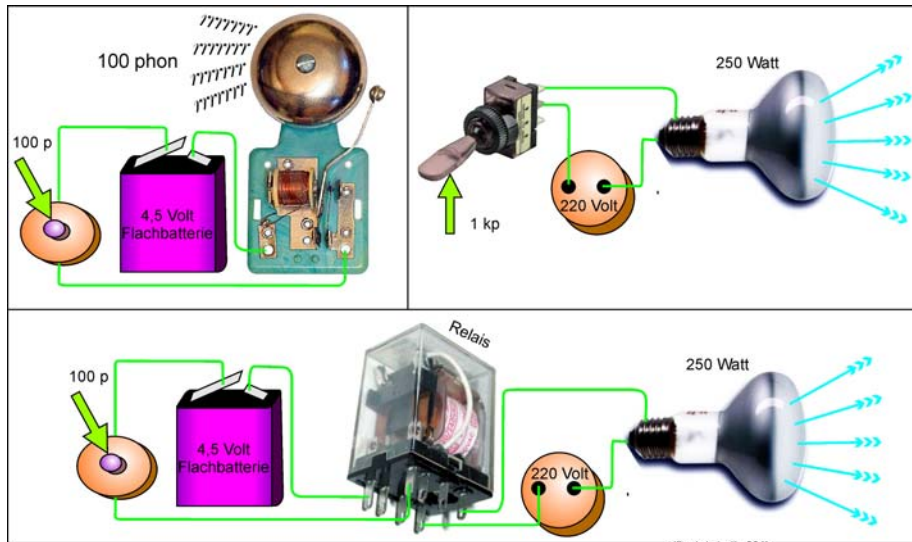 100 phon
100 p
4,5 Volt
Flachbatterie
250 Watt
220 Volt
1 kp
Relais
100 p
4,5 Volt
Flachbatterie
250 Watt
220 Volt